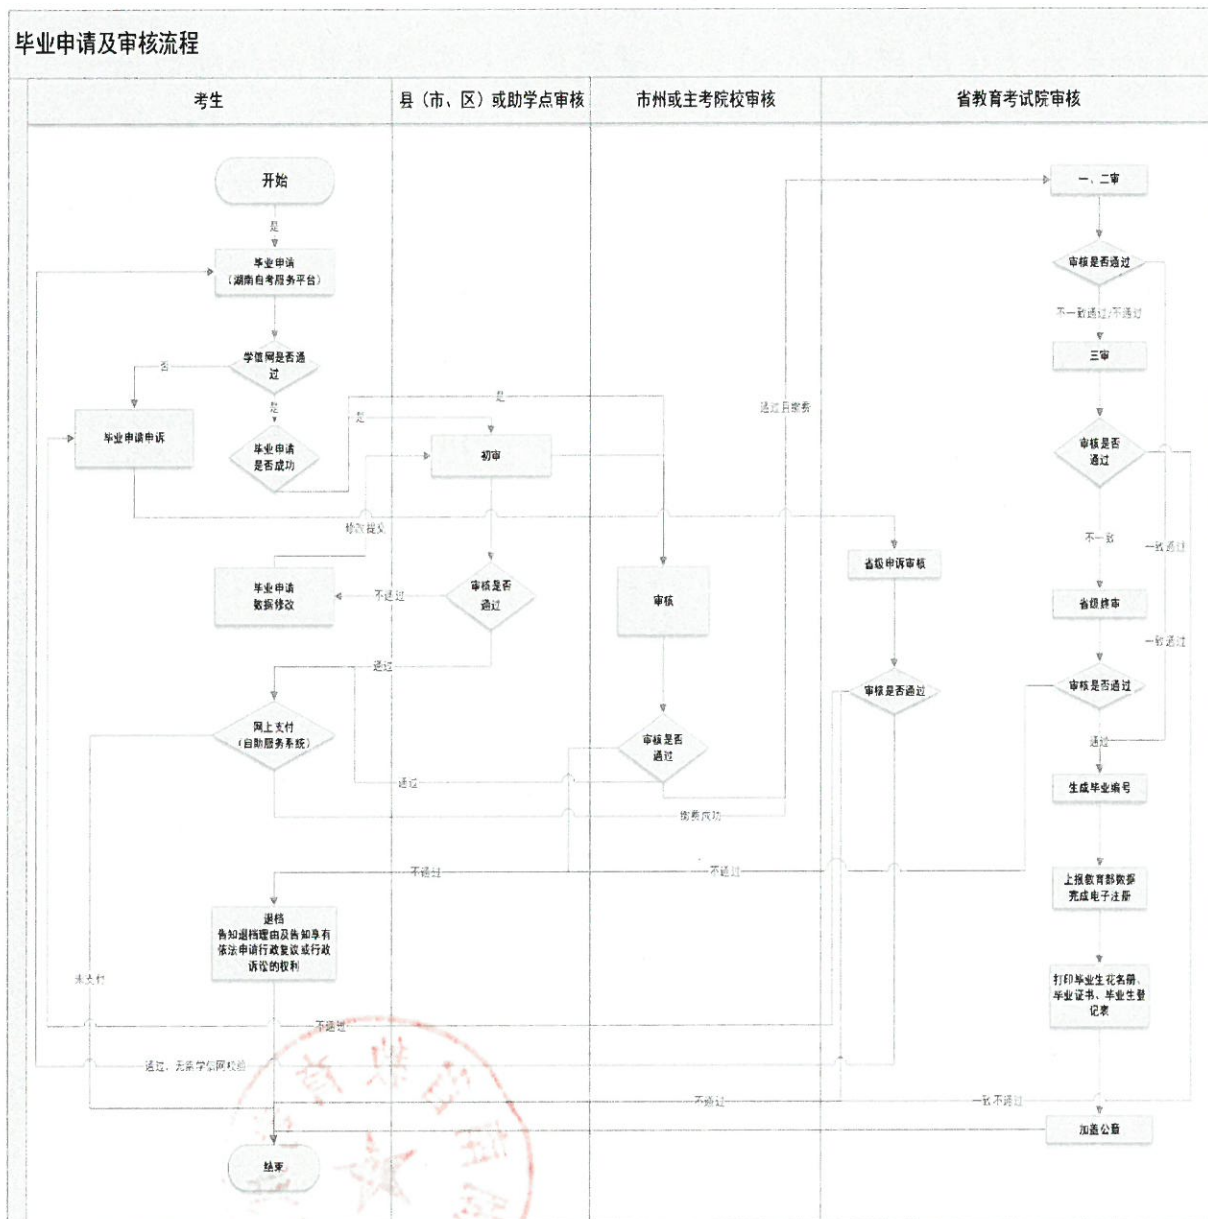 毕业申请及审核流程
考生
县（市、区）或助学点审核
市州或主考院校审核
省教育考试院审核
开始
一、二审
是
毕业申请
（湖南自考服务平台）
审核是否通过
不一致通过/不通过
学信网是否通
过
三审
否
是
是
是
通过且缴费
毕业申请申诉
毕业申请
是否成功
初审
审核是否
通过
修改提交
不一致
一致通过
省级申诉审核
毕业申请
数据修改
不通过
审核是否
通过
审核
省级终审
一致通过
通过
审核是否通过
审核是否通过
网上支付
（自助服务系统）
审核是否
通过
通过
通过
生成毕业编号
缴费成功
不通过
不通过
上报教育部数据
完成电子注册
退档
告知退档理由及告知享有
依法申请行政复议或行政
诉讼的权利
未支付
打印毕业生花名册、
毕业证书、毕业生登
记表
不通过
通过，无需学信网校验
不通过
一致不通过
加盖公章
结束